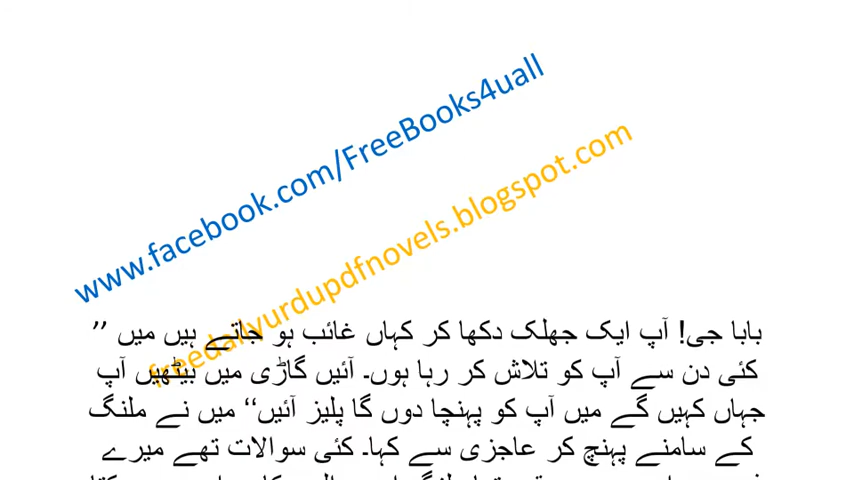 www.facebook.com/FreeBooks4uall
freedailyurdupdfnovels.blogspot.com
بابا جی! آپ ایک جھلک دکھا کر کہاں غائب ہو جاتے ہیں میں ’’
کئی دن سے آپ کو تلاش کر رہا ہوں۔ آئیں گاڑی میں بیٹھیں آپ
جہاں کہیں گے میں آپ کو پہنچا دوں گا پلیز آئیں‘‘ میں نے ملنگ
کے سامنے پہنچ کر عاجزی سے کہا۔ کئی سوالات تھے میرے